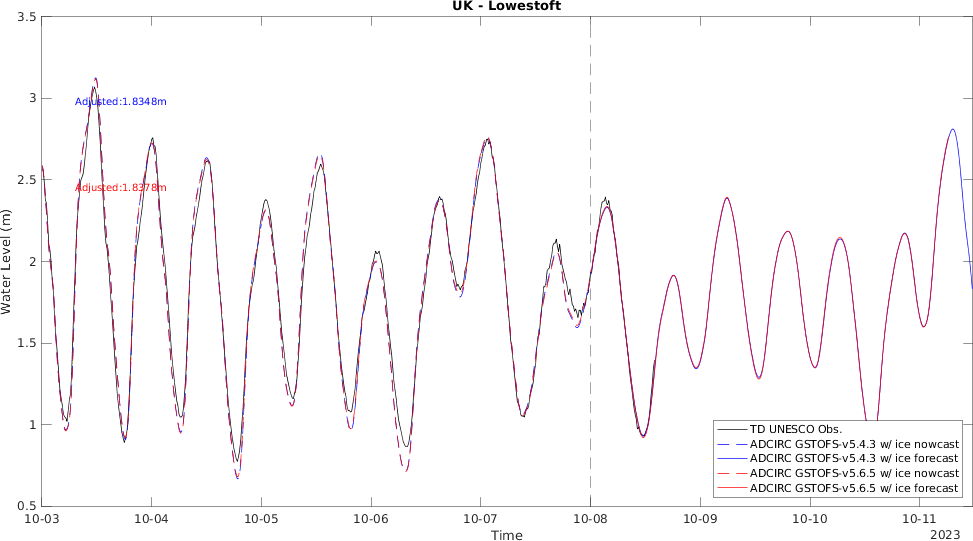 UK - Lowestoft
3.5
3
2.5
2
1.5
1
0.5
Water Level (m)
Adjusted:1.8348m
Adjusted:1.8378m
TD UNESCO Obs.
ADCIRC GSTOFS-v5.4.3 w/ ice nowcast
ADCIRC GSTOFS-v5.4.3 w/ ice forecast
ADCIRC GSTOFS-v5.6.5 w/ ice nowcast
ADCIRC GSTOFS-v5.6.5 w/ ice forecast
10-03 10-04 10-05 10-06 10-07 10-08 10-09 10-10 10-11
Time
2023